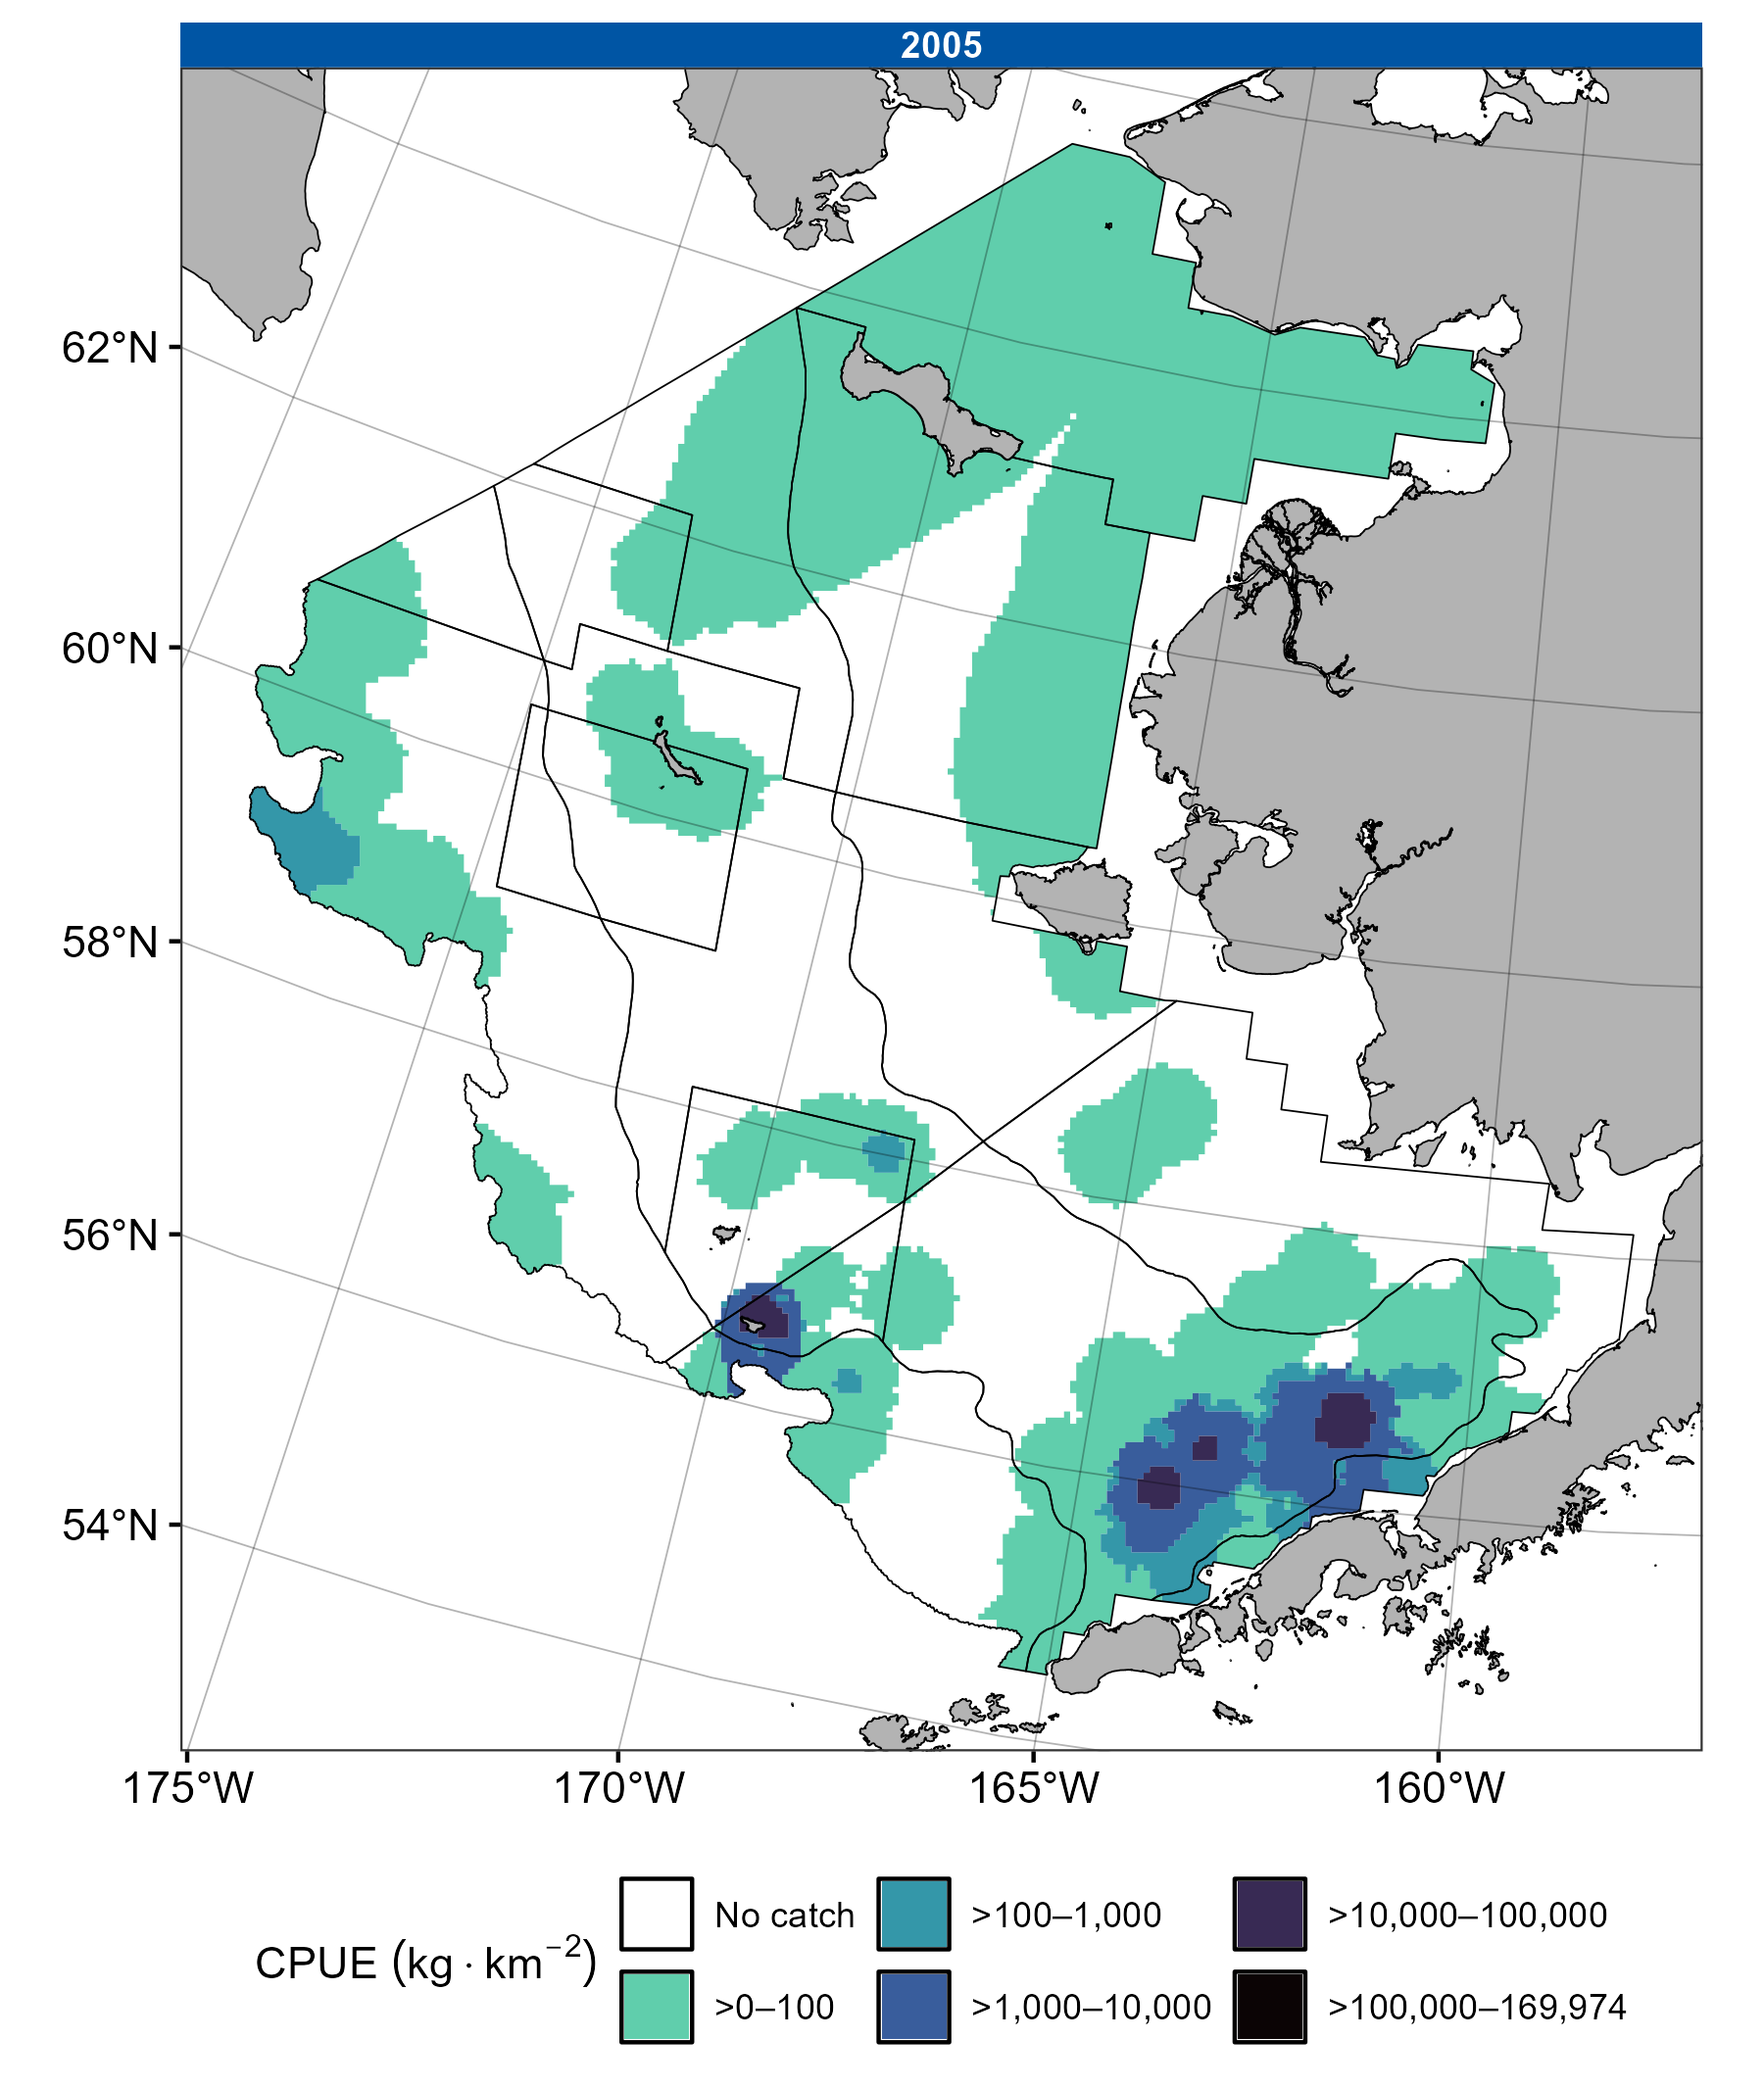 2005
62°N
60°N
58°N
56°N
54°N
175°W 170°W 165°W 160°W
CPUE (kg · km⁻²)
No catch
>0–100
>100–1,000
>1,000–10,000
>10,000–100,000
>100,000–169,974